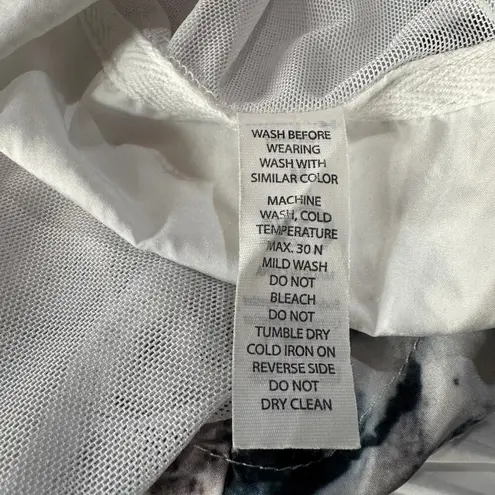 WASH BEFORE
WEARING
WASH WITH
SIMILAR COLOR
MACHINE
WASH, COLD
TEMPERATURE
MAX. 30 N
MILD WASH
DO NOT
BLEACH
DO NOT
TUMBLE DRY
COLD IRON ON
REVERSE SIDE
DO NOT
DRY CLEAN